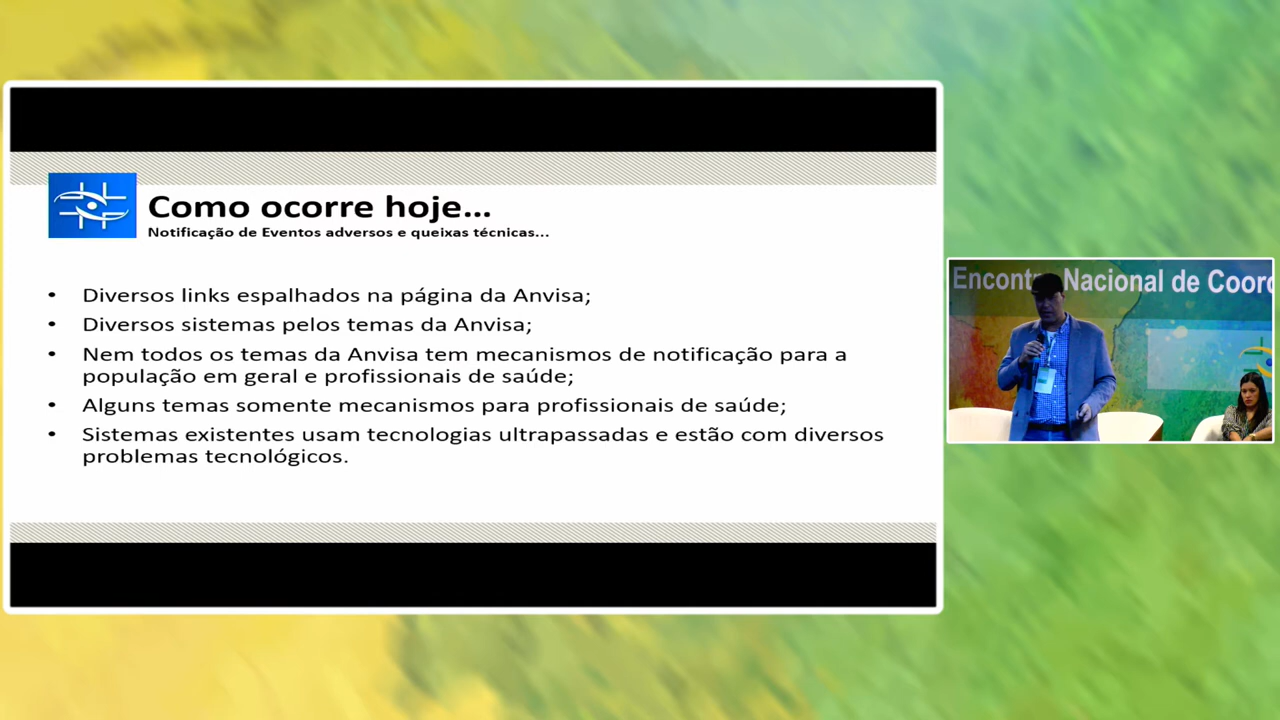 Como ocorre hoje...
Notificação de Eventos adversos e queixas técnicas...
• Diversos links espalhados na página da Anvisa;
• Diversos sistemas pelos temas da Anvisa;
• Nem todos os temas da Anvisa tem mecanismos de notificação para a
população em geral e profissionais de saúde;
• Alguns temas somente mecanismos para profissionais de saúde;
• Sistemas existentes usam tecnologias ultrapassadas e estão com diversos
problemas tecnológicos.
Encontr Nacional de Coord